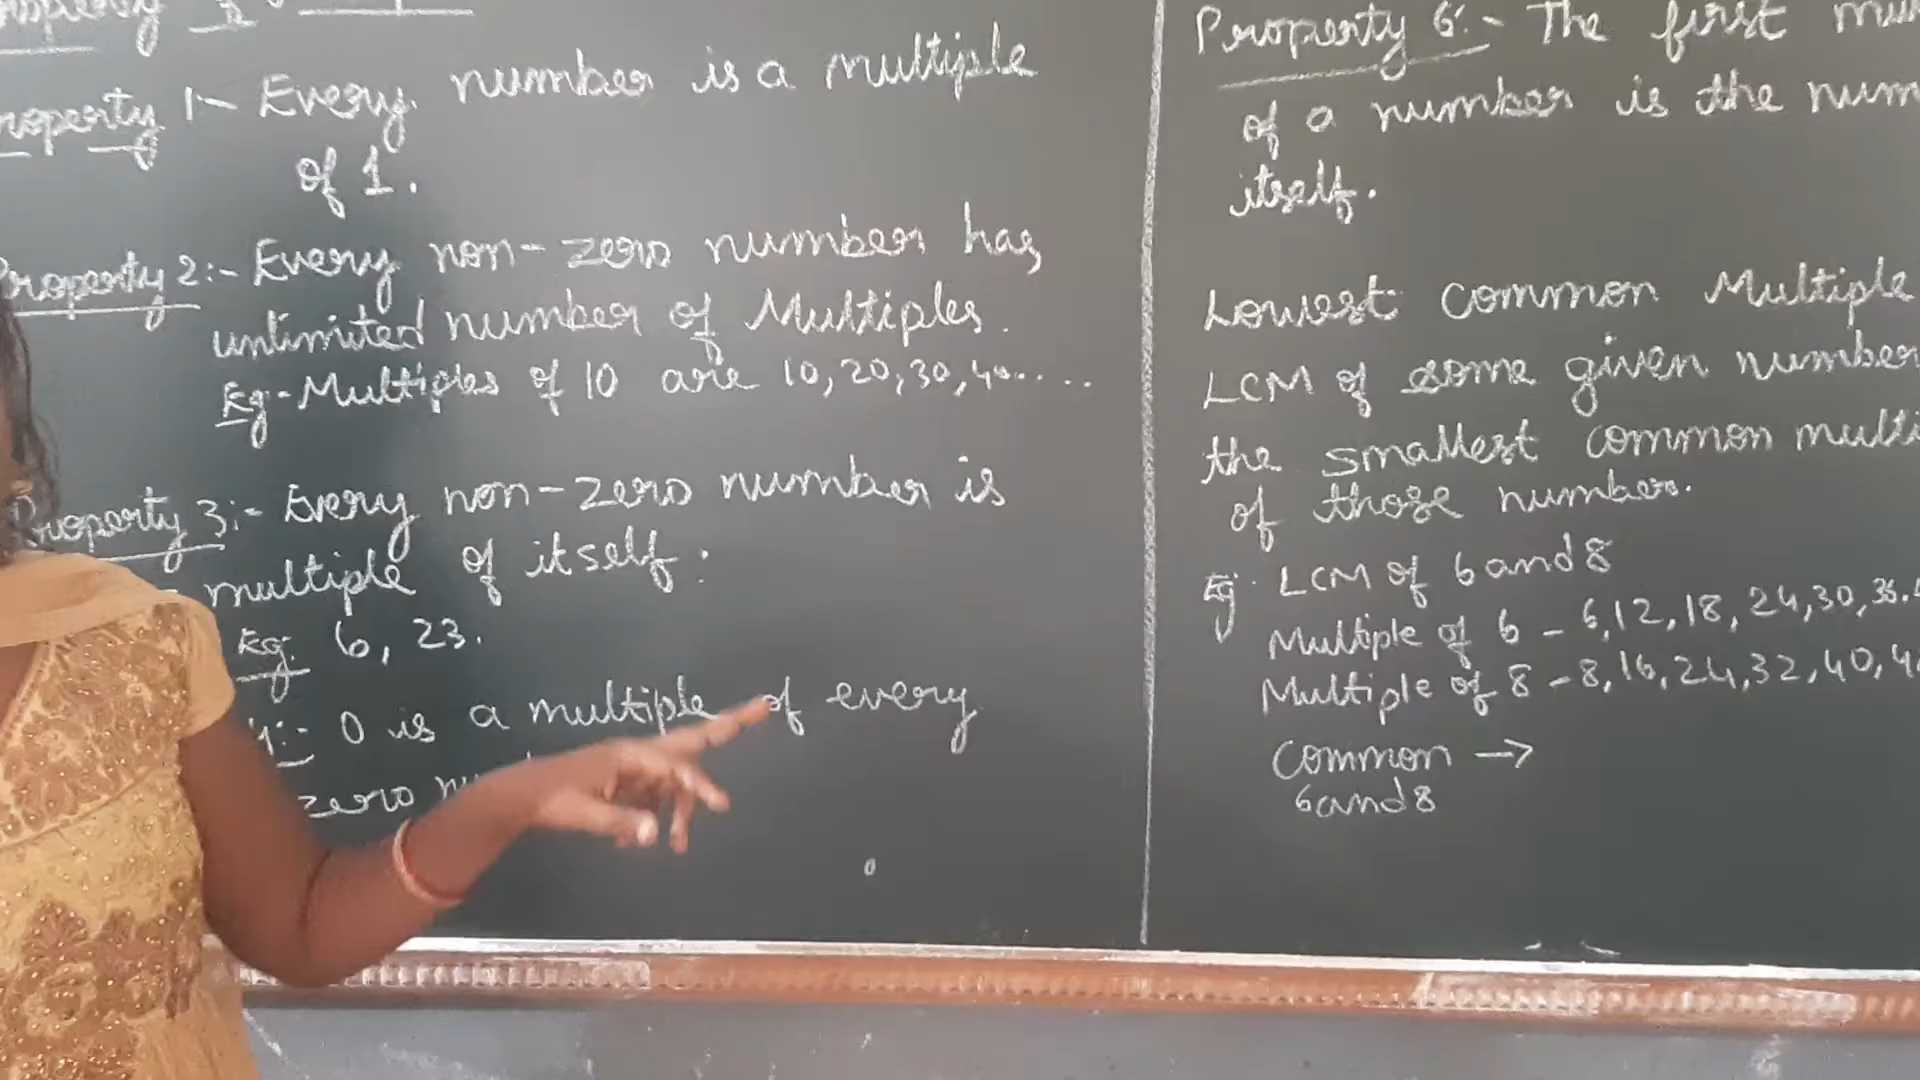 Property 1:- Every number is a multiple
of 1.
Property 2:- Every non-zero number has
unlimited number of Multiples.
Eg-Multiples of 10 are 10,20,30,40.....
Property 3:- Every non-zero number is
multiple of itself.
Eg: 6, 23.
4:- 0 is a multiple of every
zero
Property 6:- The first mul
of a number is the num
itself.
Lowest Common Multiple
LCM of some given number
the smallest common multi
of those number.
Eg. LCM of 6 and 8
Multiple of 6 - 6,12,18,24,30,36.
Multiple of 8 - 8,16,24,32,40,4
Common →
6 and 8